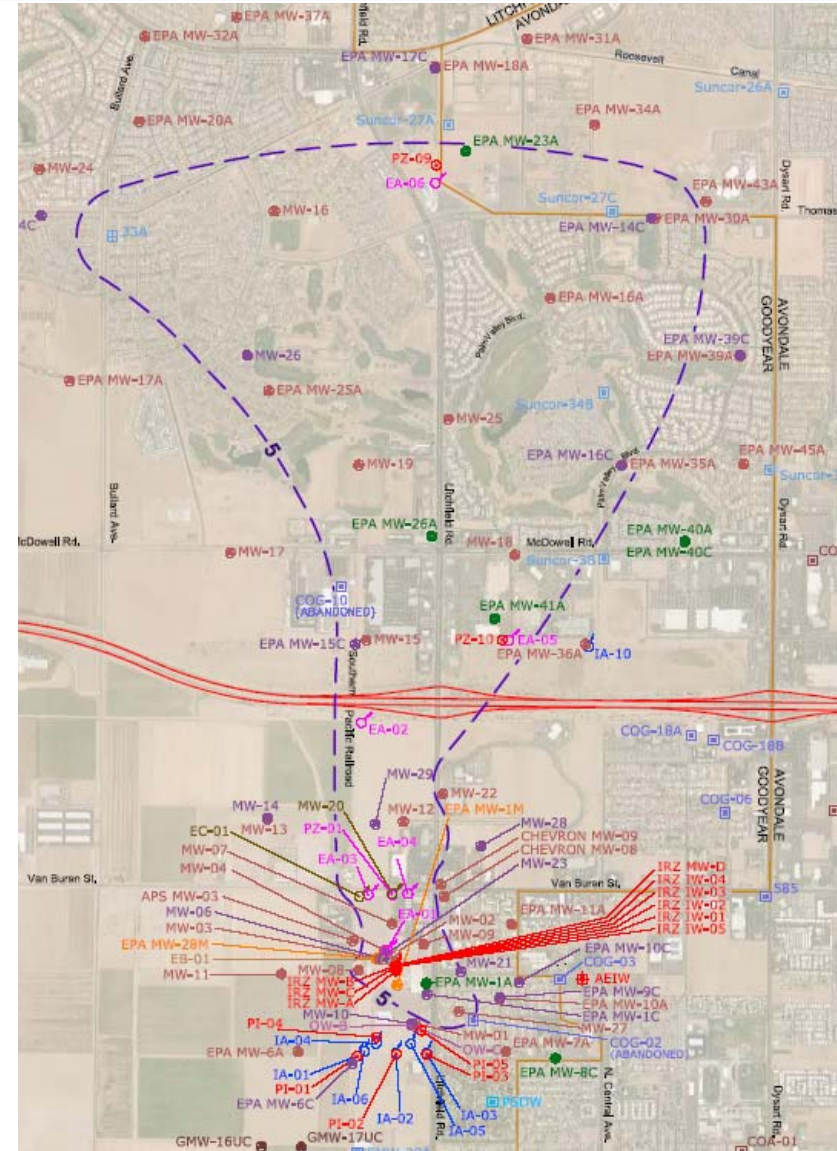 EPA MW-37A
EPA MW-32A
LITCHFIELD
AVONDALE
EPA MW-31A
Litchfield Rd.
EPA MW-17C
EPA MW-18A
Roosevelt
Canal
Bullard Ave.
Suncor-26A
EPA MW-20A
Suncor-27A
EPA MW-34A
EPA MW-23A
PZ-09
MW-24
EA-06
Dysart Rd.
EPA MW-43A
Suncor-27C
Thomas
MW-16
4C
EPA MW-14C
EPA MW-30A
33A
EPA MW-16A
Palm Valley Blvd.
AVONDALE
GOODYEAR
EPA MW-39C
MW-26
EPA MW-39A
EPA MW-17A
EPA MW-25A
Suncor-34B
MW-25
5
MW-19
EPA MW-16C
EPA MW-35A
EPA MW-45A
Palm Valley Blvd.
Bullard Ave.
Litchfield Rd.
Dysart Rd.
EPA MW-26A
EPA MW-40A
McDowell Rd.
MW-17
MW-18
McDowell Rd.
EPA MW-40C
Suncor-3B
CO
COG-10
(ABANDONED)
EPA MW-41A
EPA MW-15C
MW-15
PZ-10
EA-05
EPA MW-36A
IA-10
Southern Pacific Railroad
EA-02
COG-18A
COG-18B
AVONDALE
GOODYEAR
MW-29
MW-22
MW-14
MW-20
MW-12
EPA MW-1M
COG-06
EC-01
MW-13
PZ-01
MW-28
MW-07
EA-04
CHEVRON MW-09
MW-04
EA-03
CHEVRON MW-08
MW-23
IRZ MW-D
IRZ IW-04
Van Buren St.
Van Buren St.
IRZ IW-03
APS MW-03
585
IRZ IW-02
MW-06
EA-01
MW-02
EPA MW-11A
IRZ IW-01
MW-03
MW-09
IRZ IW-05
EPA MW-28M
EPA MW-10C
EB-01
COG-03
MW-11
MW-08
MW-21
AEIW
IRZ MW-B
EPA MW-1A
EPA MW-9C
IRZ MW-C
EPA MW-10A
IRZ MW-A
5
EPA MW-1C
MW-10
MW-27
PI-04
OW-B
MW-01
COG-02
(ABANDONED)
IA-04
OW-C
EPA MW-7A
EPA MW-6A
PI-05
IA-01
PI-03
EPA MW-8C
PI-01
IA-06
EPA MW-6C
PI-02
IA-02
IA-03
IA-05
PSDW
Litchfield Rd.
N. Central Ave.
Dysart Rd.
GMW-16UC
GMW-17UC
COA-01